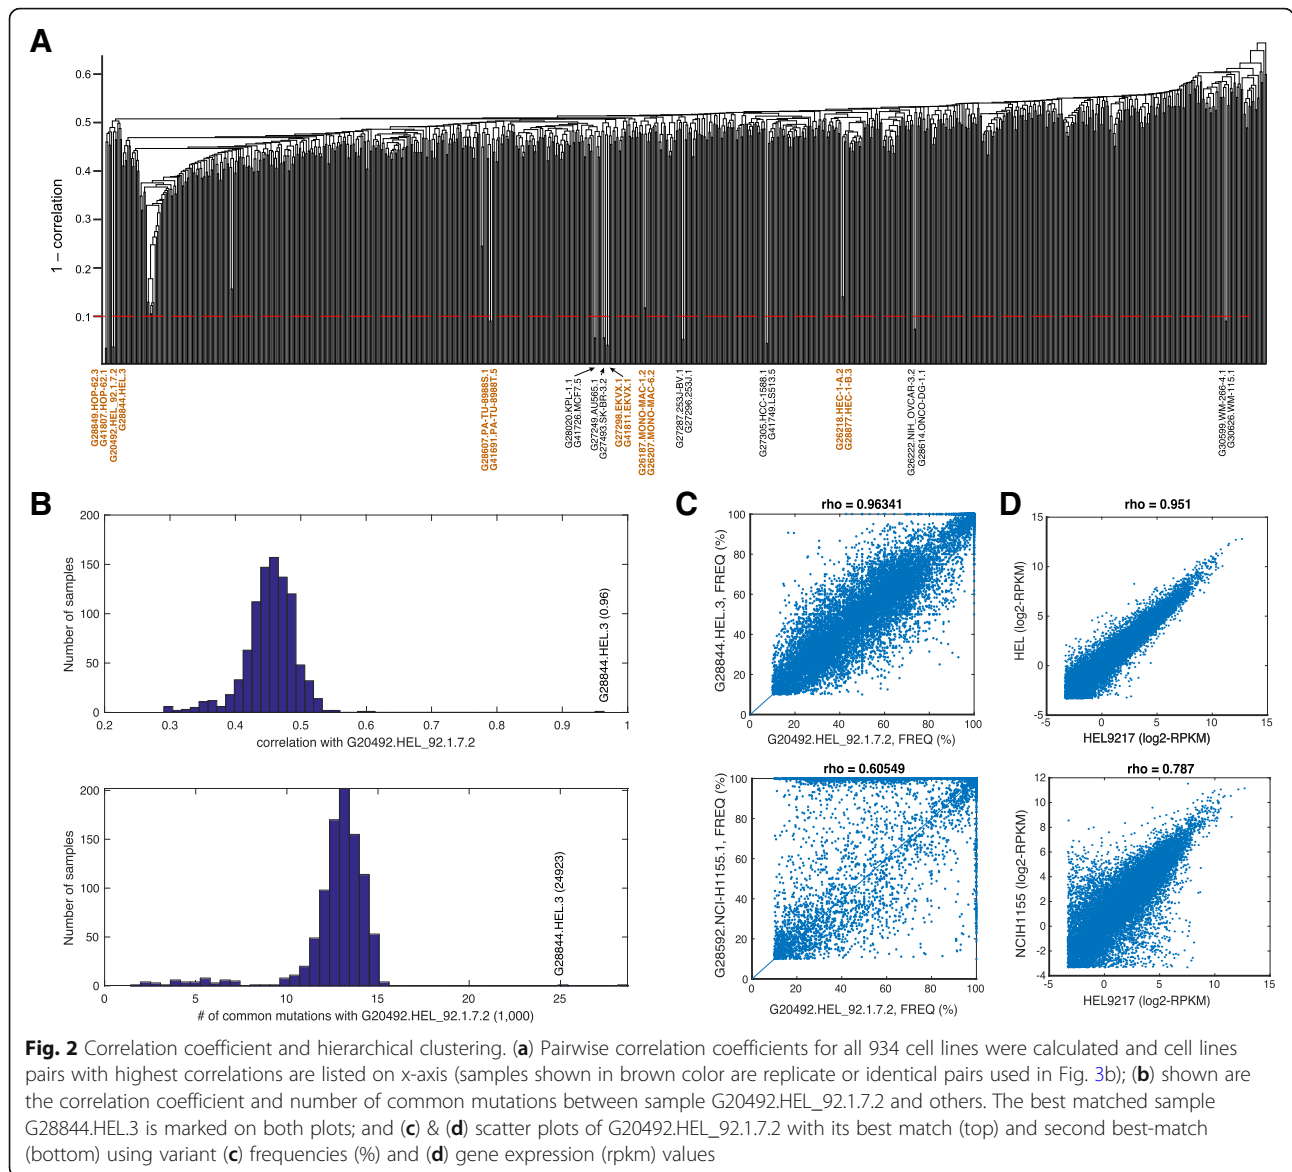 A
0.6
0.5
0.4
0.3
0.2
0.1
1 – correlation
G28849.HOP-62.3
G41807.HOP-62.1
G20492.HEL_92.1.7.2
G28844.HEL.3
G28607.PA-TU-8988S.1
G41691.PA-TU-8988T.5
G28020.KPL-1.1
G41726.MCF7.5
G27249.AU565.1
G27493.SK-BR-3.2
G27298.EKVX.1
G41811.EKVX.1
G26187.MONO-MAC-1.2
G26207.MONO-MAC-6.2
G27287.253J-BV.1
G27296.253J.1
G27305.HCC-1588.1
G41749.LS513.5
G26218.HEC-1-A.2
G28877.HEC-1-B.3
G26222.NIH_OVCAR-3.2
G28614.ONCO-DG-1.1
G30599.WM-266-4.1
G30626.WM-115.1
B
200
150
100
50
0
Number of samples
G28844.HEL.3 (0.96)
0.2 0.3 0.4 0.5 0.6 0.7 0.8 0.9 1
correlation with G20492.HEL_92.1.7.2
200
150
100
50
0
Number of samples
G28844.HEL.3 (24923)
0 5 10 15 20 25
# of common mutations with G20492.HEL_92.1.7.2 (1,000)
C
rho = 0.96341
100
80
60
40
20
0
G28844.HEL.3, FREQ (%)
20 40 60 80 100
G20492.HEL_92.1.7.2, FREQ (%)
rho = 0.60549
100
80
60
40
20
0
G28592.NCI-H1155.1, FREQ (%)
0 20 40 60 80 100
G20492.HEL_92.1.7.2, FREQ (%)
D
rho = 0.951
15
10
5
0
-5
HEL (log2-RPKM)
-5 0 5 10 15
HEL9217 (log2-RPKM)
rho = 0.787
12
10
8
6
4
2
0
-2
-4
NCIH1155 (log2-RPKM)
-5 0 5 10 15
HEL9217 (log2-RPKM)
Fig. 2 Correlation coefficient and hierarchical clustering. (a) Pairwise correlation coefficients for all 934 cell lines were calculated and cell lines
pairs with highest correlations are listed on x-axis (samples shown in brown color are replicate or identical pairs used in Fig. 3b); (b) shown are
the correlation coefficient and number of common mutations between sample G20492.HEL_92.1.7.2 and others. The best matched sample
G28844.HEL.3 is marked on both plots; and (c) & (d) scatter plots of G20492.HEL_92.1.7.2 with its best match (top) and second best-match
(bottom) using variant (c) frequencies (%) and (d) gene expression (rpkm) values